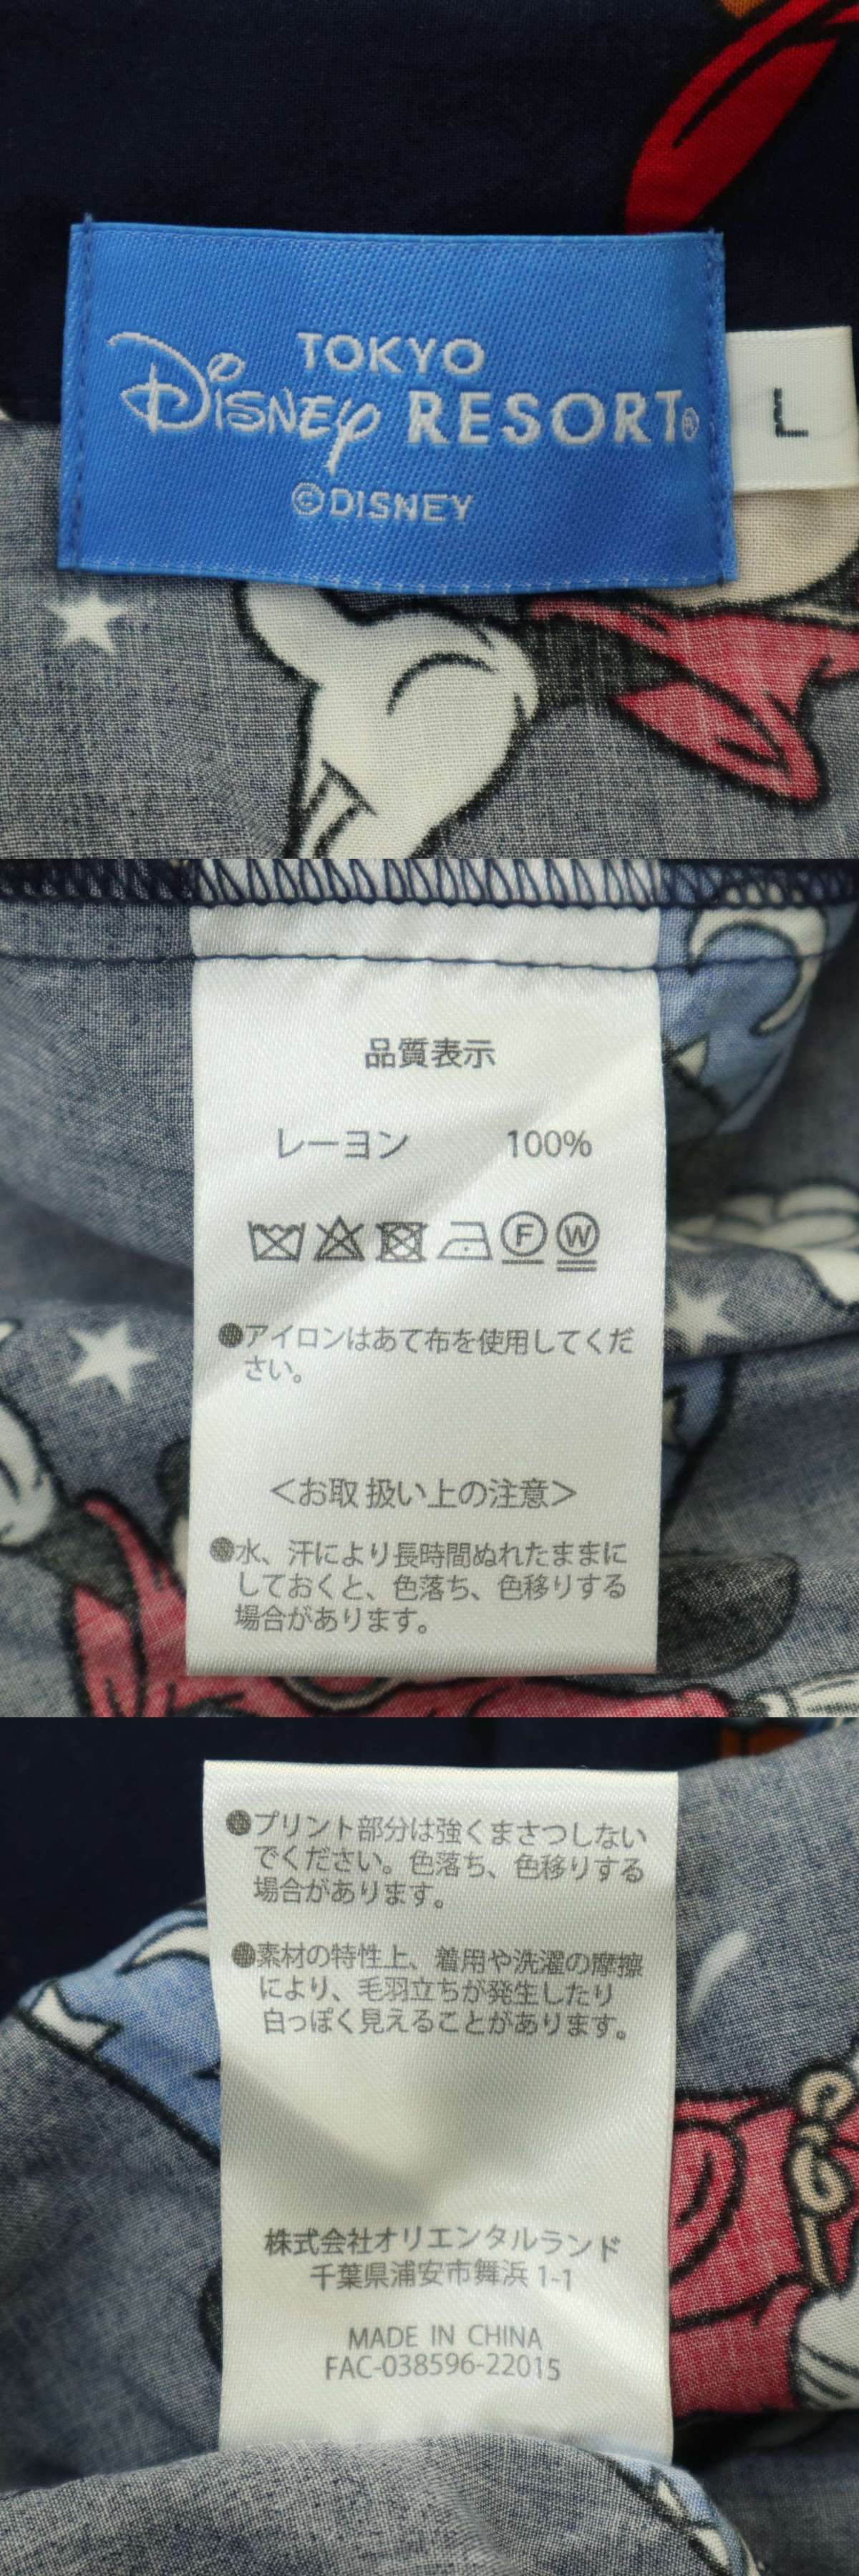 TOKYO
Disney RESORT®
©DISNEY
L
品質表示
レーヨン 100%
F W
●アイロンはあて布を使用してくだ
さい。
＜お取扱い上の注意＞
●水、汗により長時間ぬれたままに
しておくと、色落ち、色移りする
場合があります。
●プリント部分は強くまさつしない
でください。色落ち、色移りする
場合があります。
●素材の特性上、着用や洗濯の摩擦
により、毛羽立ちが発生したり
白っぽく見えることがあります。
株式会社オリエンタルランド
千葉県浦安市舞浜 1-1
MADE IN CHINA
FAC-038596-22015